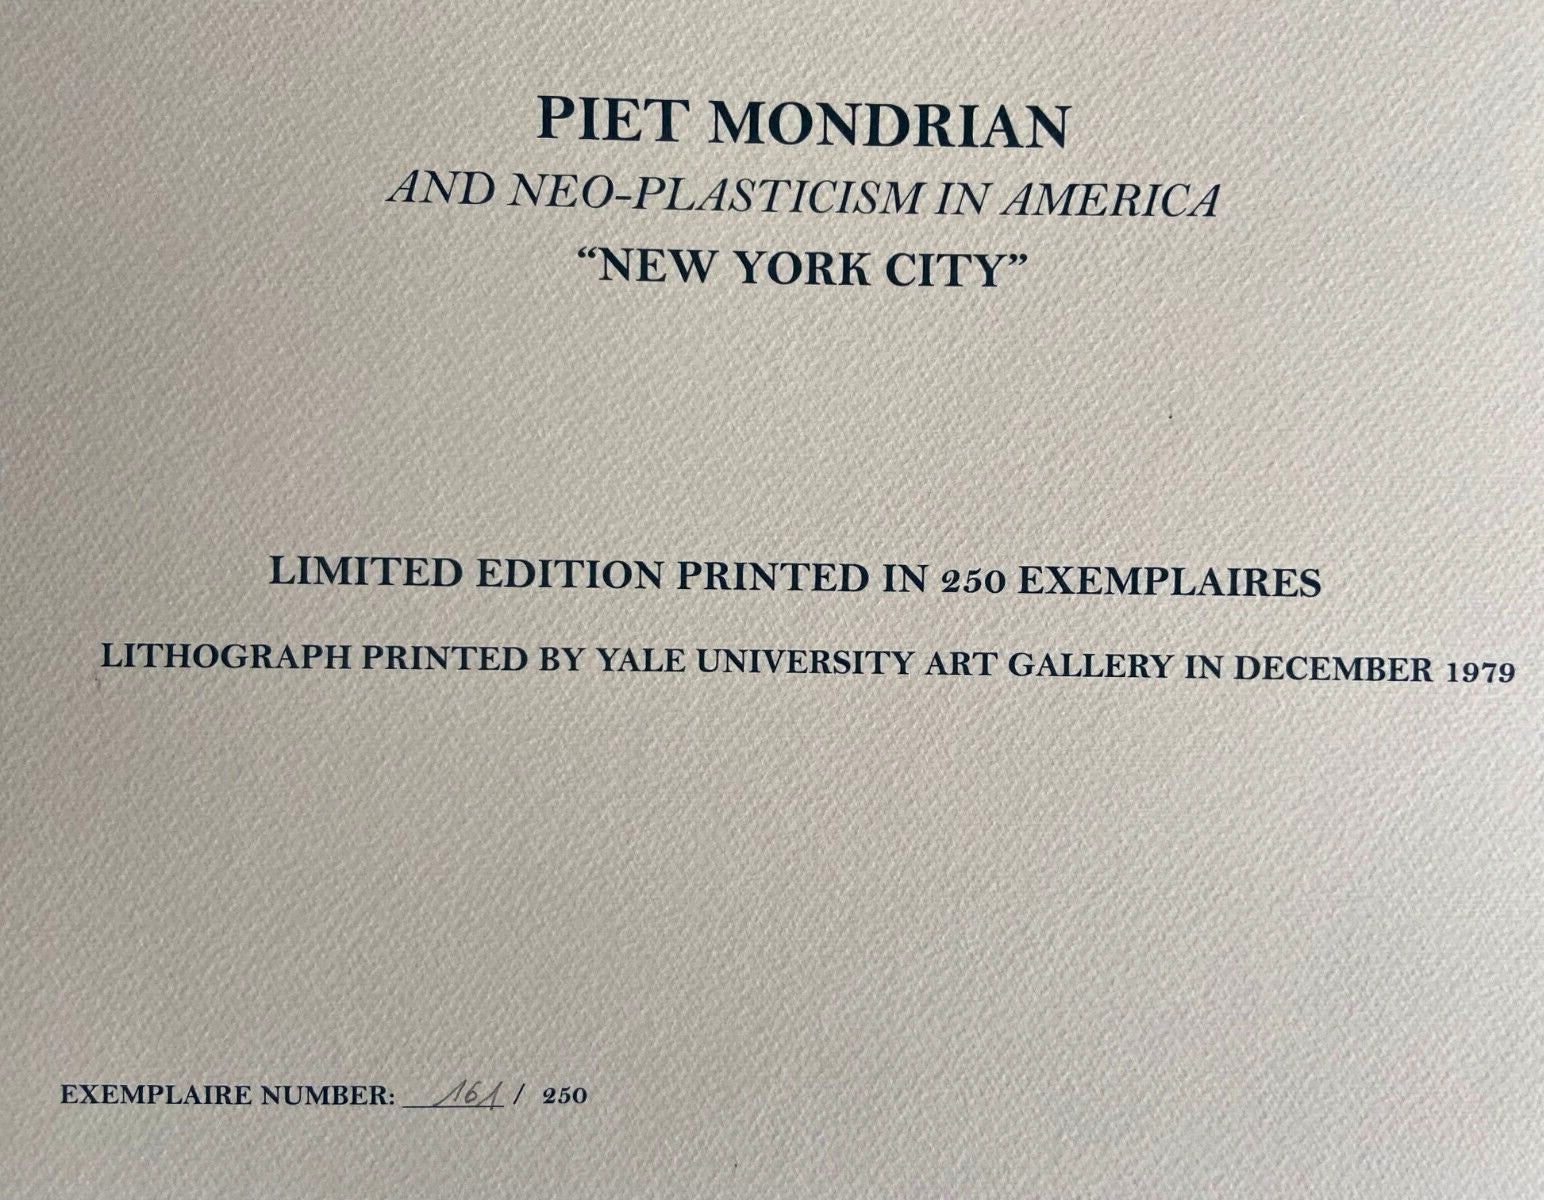 PIET MONDRIAN
AND NEO-PLASTICISM IN AMERICA
“NEW YORK CITY”
LIMITED EDITION PRINTED IN 250 EXEMPLAIRES
LITHOGRAPH PRINTED BY YALE UNIVERSITY ART GALLERY IN DECEMBER 1979
EXEMPLAIRE NUMBER: 161 / 250